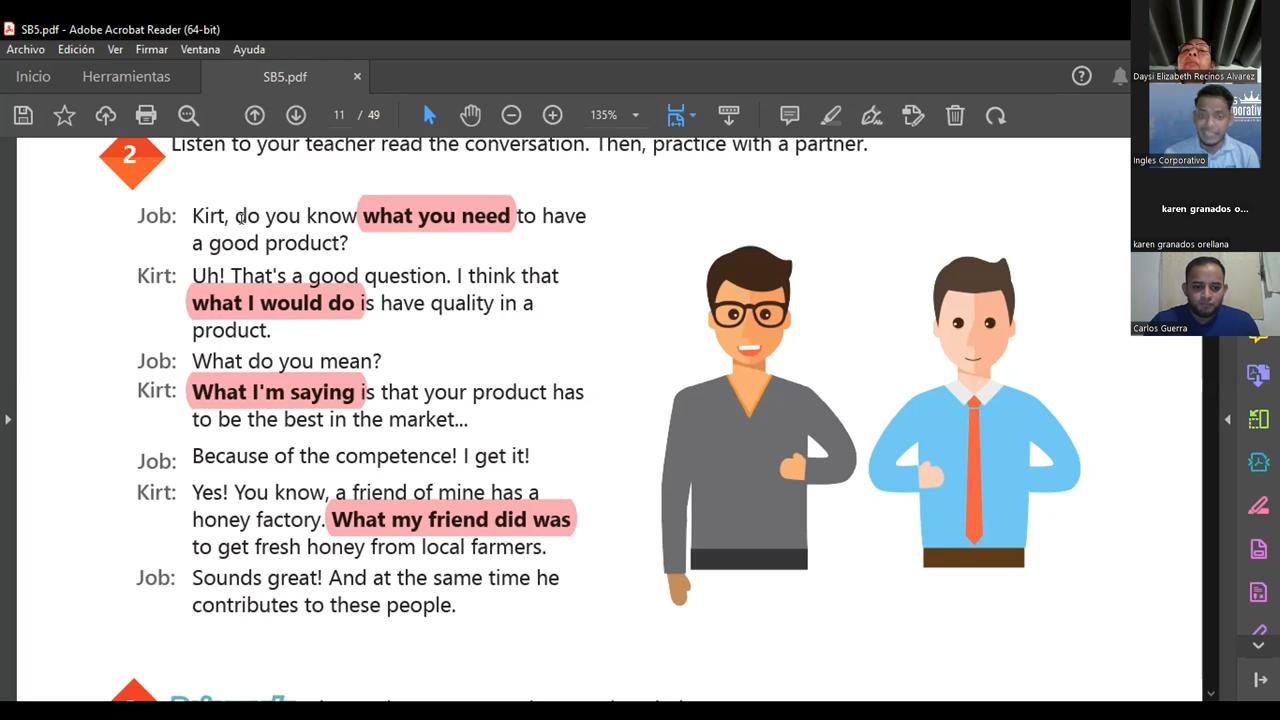 SB5.pdf - Adobe Acrobat Reader (64-bit)
Archivo Edición Ver Firmar Ventana Ayuda
Inicio Herramientas SB5.pdf ×
11 / 49 135%
2 Listen to your teacher read the conversation. Then, practice with a partner.
Job: Kirt, do you know what you need to have
a good product?
Kirt: Uh! That's a good question. I think that
what I would do is have quality in a
product.
Job: What do you mean?
Kirt: What I'm saying is that your product has
to be the best in the market...
Job: Because of the competence! I get it!
Kirt: Yes! You know, a friend of mine has a
honey factory. What my friend did was
to get fresh honey from local farmers.
Job: Sounds great! And at the same time he
contributes to these people.
Daysi Elizabeth Recinos Alvarez
Ingles Corporativo
karen granados o...
karen granados orellana
Carlos Guerra